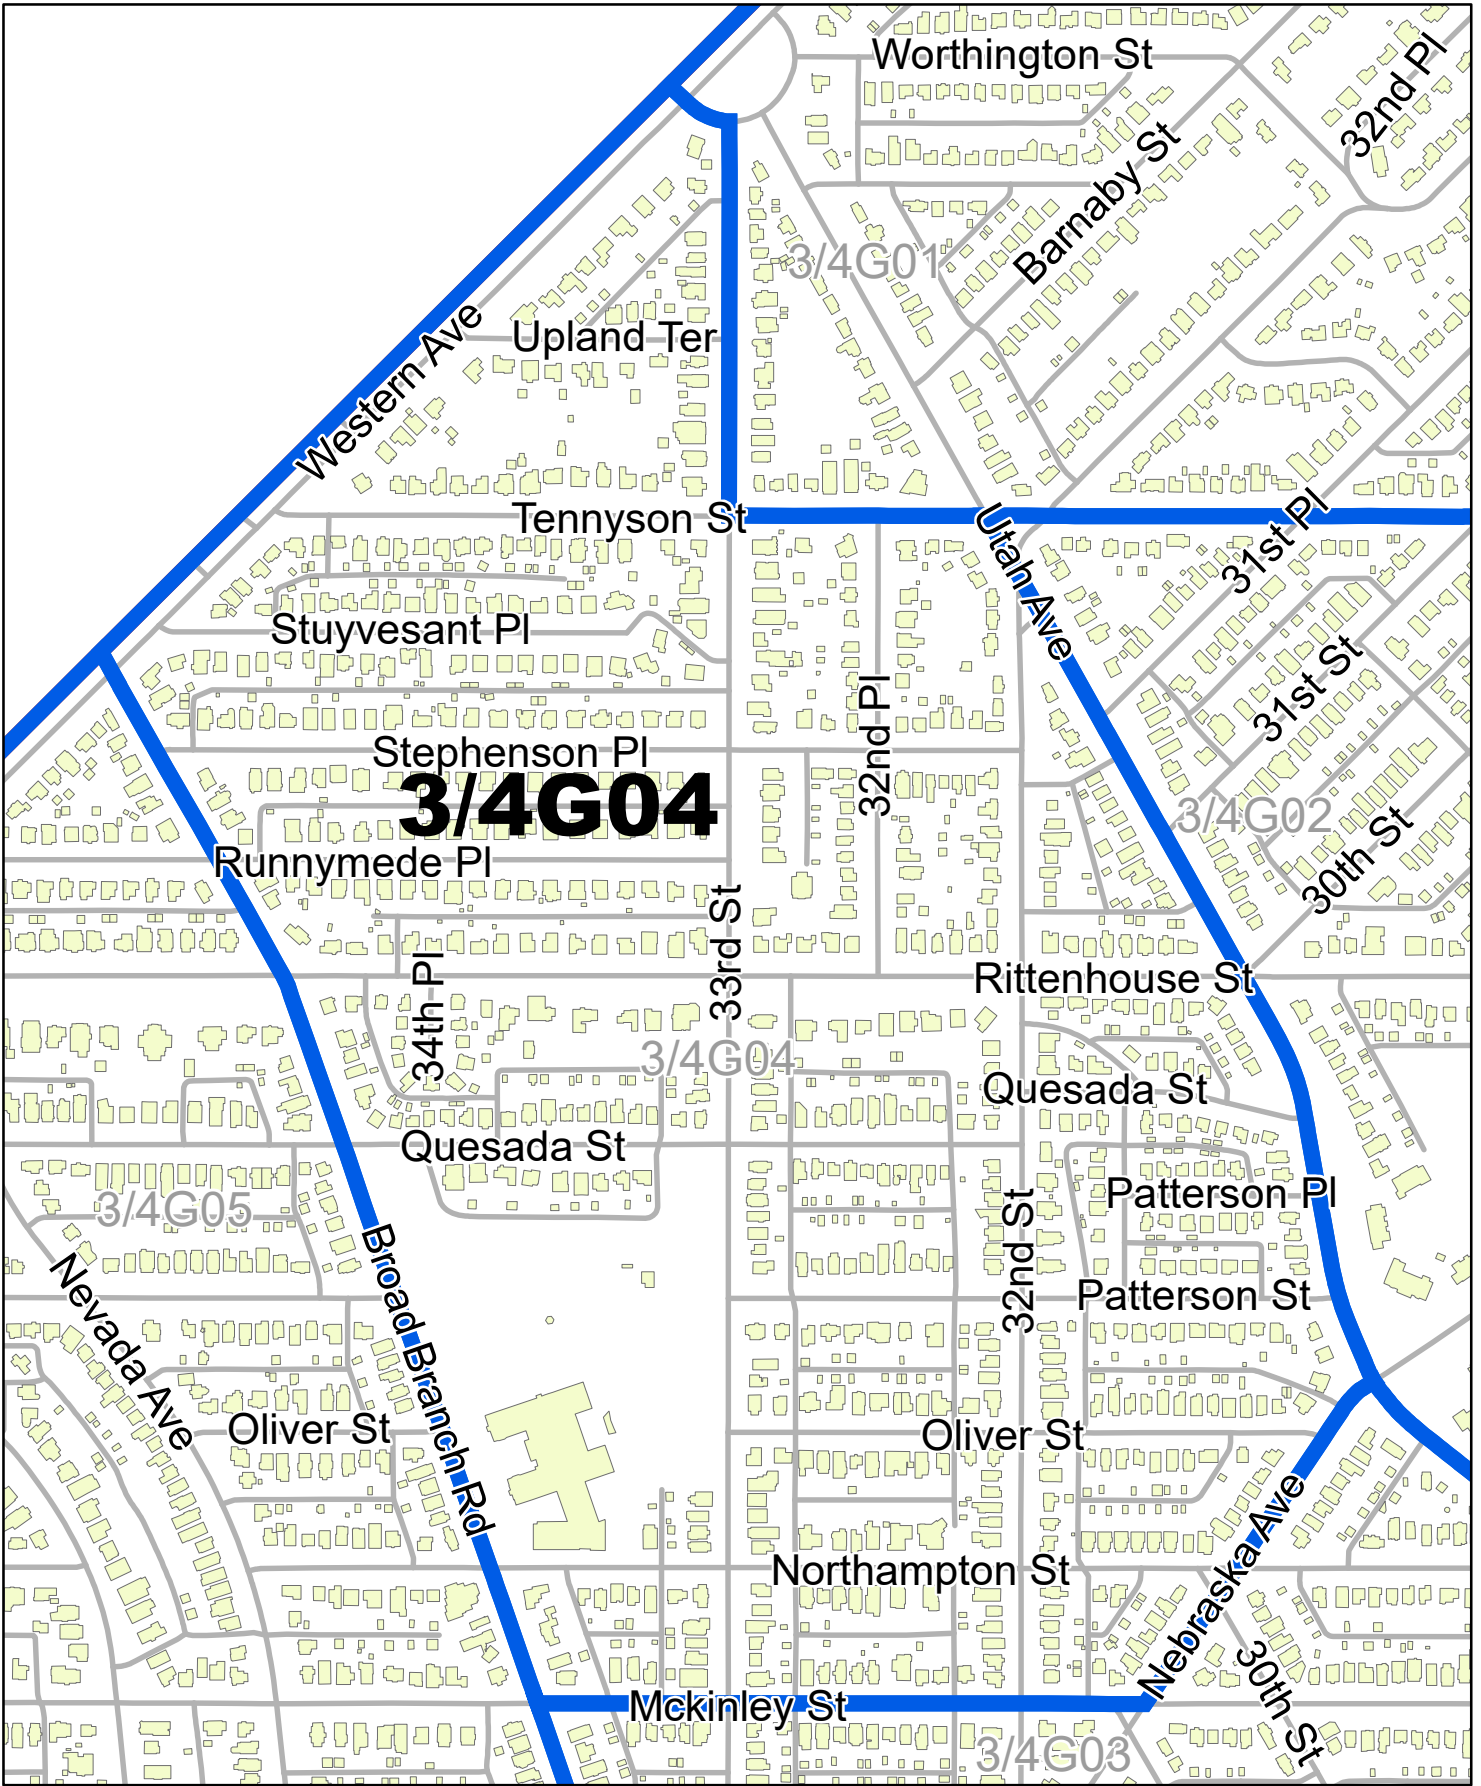 Worthington St
32nd Pl
Barnaby St
3/4G01
Western Ave
Upland Ter
Tennyson St
Utah Ave
31st Pl
Stuyvesant Pl
31st St
32nd Pl
Stephenson Pl
3/4G04
3/4G02
30th St
Runnymede Pl
33rd St
34th Pl
Rittenhouse St
3/4G04
Quesada St
Quesada St
3/4G05
Patterson Pl
32nd St
Nevada Ave
Broad Branch Rd
Patterson St
Oliver St
Oliver St
Nebraska Ave
Northampton St
30th St
Mckinley St
3/4G03